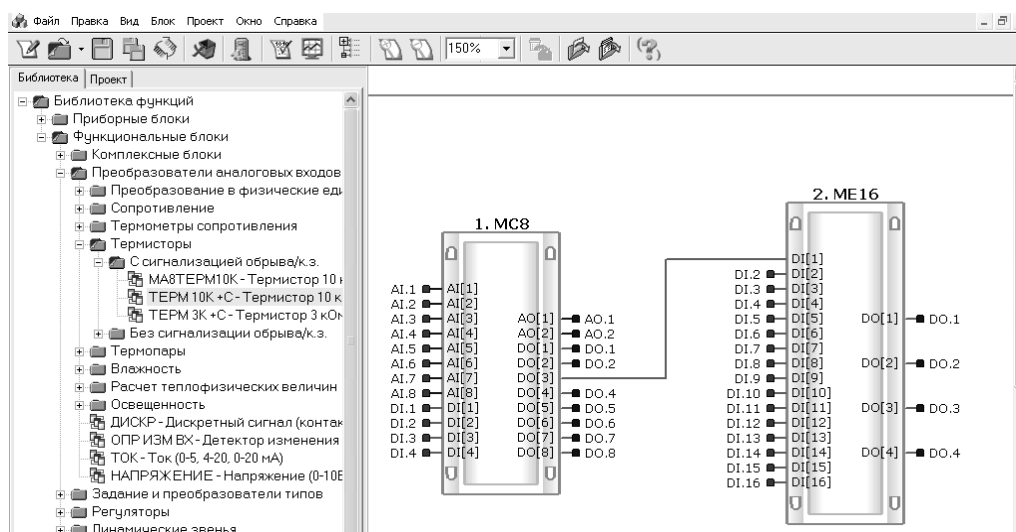 Файл Правка Вид Блок Проект Окно Справка
150%
Библиотека Проект
Библиотека функций
Приборные блоки
Функциональные блоки
Комплексные блоки
Преобразователи аналоговых входов
Преобразование в физические еди
Сопротивление
Термометры сопротивления
Термисторы
С сигнализацией обрыва/к.з.
МА8ТЕРМ10К - Термистор 10 к
ТЕРМ 10К +С - Термистор 10 к
ТЕРМ 3К +С - Термистор 3 кОм
Без сигнализации обрыва/к.з.
Термопары
Влажность
Расчет теплофизических величин
Освещенность
ДИСКР - Дискретный сигнал (контак
ОПР ИЗМ ВХ - Детектор изменения
ТОК - Ток (0-5, 4-20, 0-20 мА)
НАПРЯЖЕНИЕ - Напряжение (0-10В
Задание и преобразователи типов
Регуляторы
Динамические звенья
1. MC8
AI.1 AI[1]
AI.2 AI[2]
AI.3 AI[3] AO[1] AO.1
AI.4 AI[4] AO[2] AO.2
AI.5 AI[5] DO[1] DO.1
AI.6 AI[6] DO[2] DO.2
AI.7 AI[7] DO[3]
AI.8 AI[8] DO[4] DO.4
DI.1 DI[1] DO[5] DO.5
DI.2 DI[2] DO[6] DO.6
DI.3 DI[3] DO[7] DO.7
DI.4 DI[4] DO[8] DO.8
2. ME16
DI[1]
DI.2 DI[2]
DI.3 DI[3]
DI.4 DI[4]
DI.5 DI[5] DO[1] DO.1
DI.6 DI[6]
DI.7 DI[7]
DI.8 DI[8] DO[2] DO.2
DI.9 DI[9]
DI.10 DI[10]
DI.11 DI[11] DO[3] DO.3
DI.12 DI[12]
DI.13 DI[13]
DI.14 DI[14] DO[4] DO.4
DI.15 DI[15]
DI.16 DI[16]